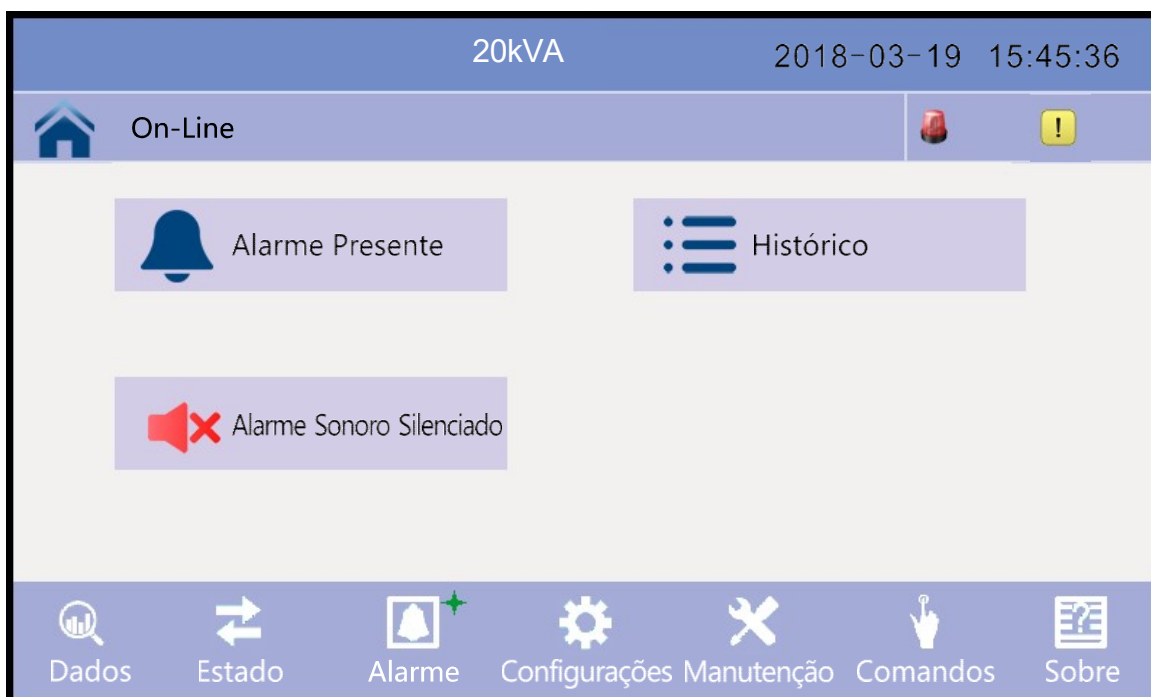 20kVA 2018-03-19 15:45:36
On-Line !
Alarme Presente Histórico
Alarme Sonoro Silenciado
Dados Estado Alarme Configurações Manutenção Comandos Sobre